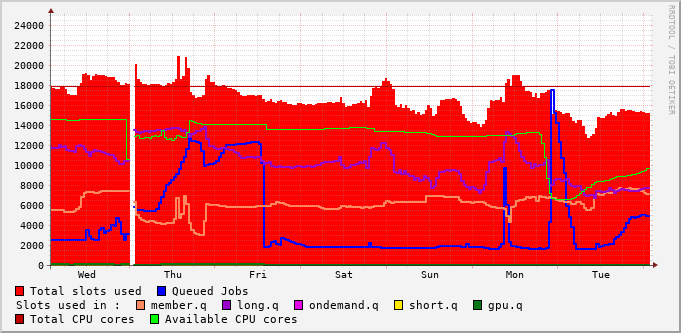 24000
22000
20000
18000
16000
14000
12000
10000
8000
6000
4000
2000
0
Wed Thu Fri Sat Sun Mon Tue
Total slots used Queued Jobs
Slots used in : member.q long.q ondemand.q short.q gpu.q
Total CPU cores Available CPU cores
RRDTOOL / TOBI OETIKER